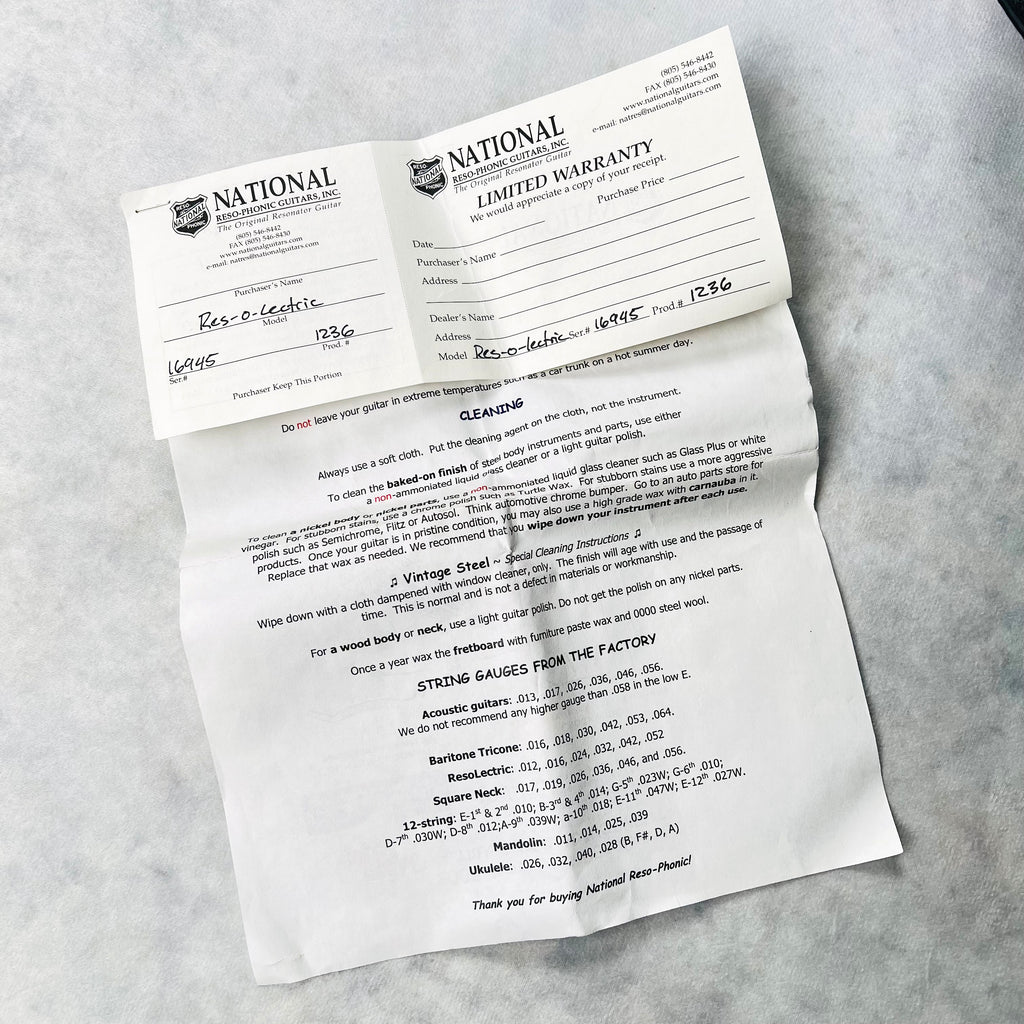 NATIONAL
RESO-PHONIC GUITARS, INC.
The Original Resonator Guitar
RESO
NATIONAL
PHONIC
(805) 546-8442
FAX (805) 546-8430
www.nationalguitars.com
e-mail: natres@nationalguitars.com
Purchaser's Name
Res-o-lectric
Model
16945 1236
Ser.# Prod. #
Purchaser Keep This Portion
(805) 546-8442
FAX (805) 546-8430
www.nationalguitars.com
e-mail: natres@nationalguitars.com
NATIONAL
RESO-PHONIC GUITARS, INC.
The Original Resonator Guitar
RESO
NATIONAL
PHONIC
LIMITED WARRANTY
We would appreciate a copy of your receipt.
Date Purchase Price
Purchaser's Name
Address
Dealer's Name
Address
Model Res-o-lectric Ser.# 16945 Prod.# 1236
Do not leave your guitar in extreme temperatures such as a car trunk on a hot summer day.
CLEANING
Always use a soft cloth. Put the cleaning agent on the cloth, not the instrument.
To clean the baked-on finish of steel body instruments and parts, use either
a non-ammoniated liquid glass cleaner or a light guitar polish.
To clean a nickel body or nickel parts, use a non-ammoniated liquid glass cleaner such as Glass Plus or white
vinegar. For stubborn stains, use a chrome polish such as Turtle Wax. For stubborn stains use a more aggressive
polish such as Semichrome, Flitz or Autosol. Think automotive chrome bumper. Go to an auto parts store for
products. Once your guitar is in pristine condition, you may also use a high grade wax with carnauba in it.
Replace that wax as needed. We recommend that you wipe down your instrument after each use.
♫ Vintage Steel ~ Special Cleaning Instructions ♫
Wipe down with a cloth dampened with window cleaner, only. The finish will age with use and the passage of
time. This is normal and is not a defect in materials or workmanship.
For a wood body or neck, use a light guitar polish. Do not get the polish on any nickel parts.
Once a year wax the fretboard with furniture paste wax and 0000 steel wool.
STRING GAUGES FROM THE FACTORY
Acoustic guitars: .013, .017, .026, .036, .046, .056.
We do not recommend any higher gauge than .058 in the low E.
Baritone Tricone: .016, .018, .030, .042, .053, .064.
ResoLectric: .012, .016, .024, .032, .042, .052
Square Neck: .017, .019, .026, .036, .046, and .056.
12-string: E-1st & 2nd .010; B-3rd & 4th .014; G-5th .023W; G-6th .010;
D-7th .030W; D-8th .012;A-9th .039W; a-10th .018; E-11th .047W; E-12th .027W.
Mandolin: .011, .014, .025, .039
Ukulele: .026, .032, .040, .028 (B, F#, D, A)
Thank you for buying National Reso-Phonic!